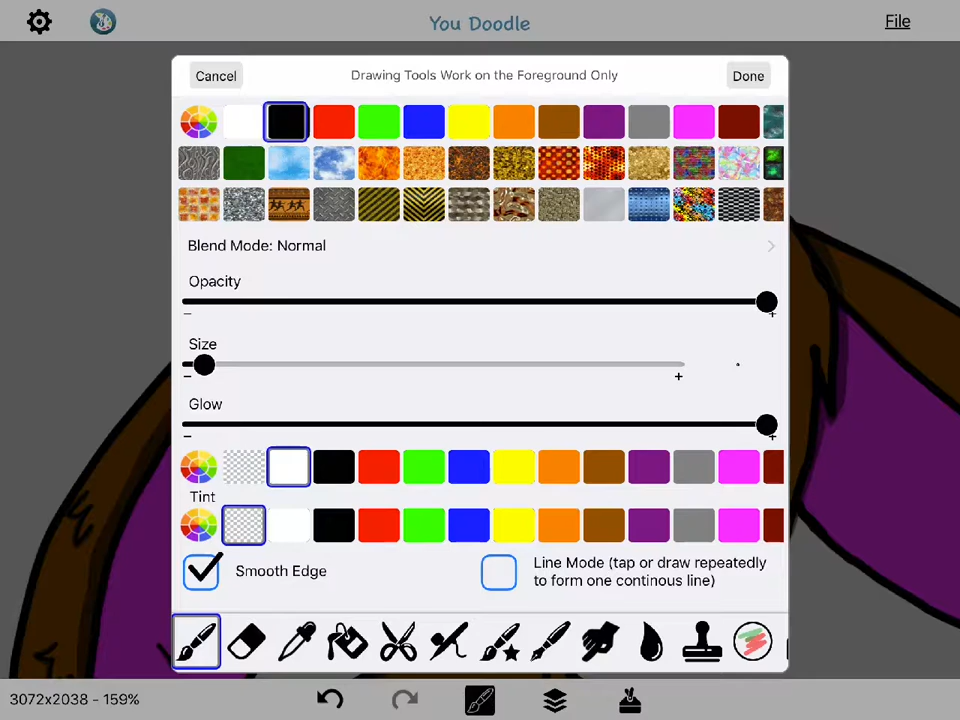 You Doodle
File
Cancel
Drawing Tools Work on the Foreground Only
Done
Blend Mode: Normal
Opacity
Size
Glow
Tint
Smooth Edge
Line Mode (tap or draw repeatedly
to form one continous line)
3072x2038 - 159%